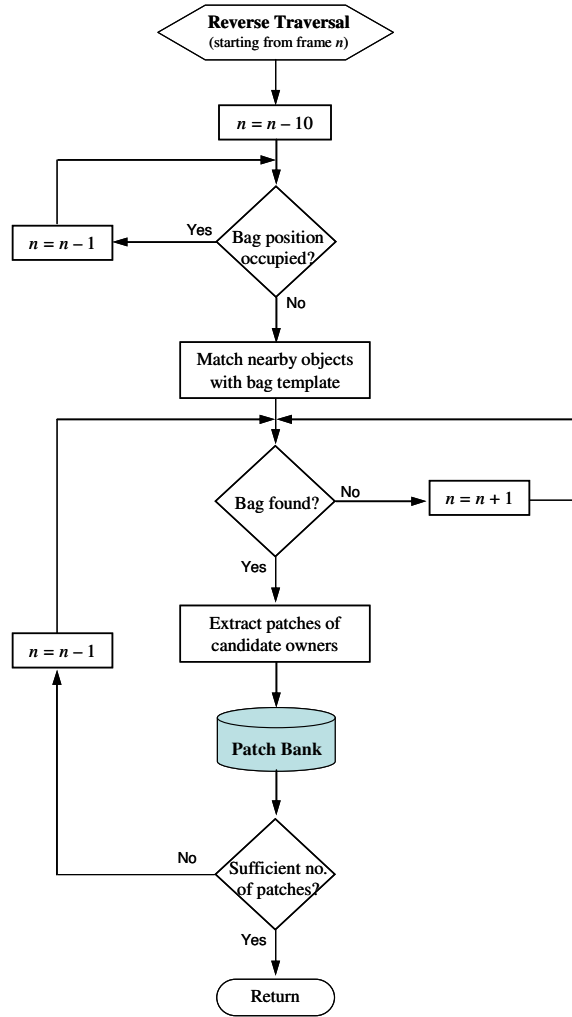 Reverse Traversal
(starting from frame n)
n = n – 10
Yes
n = n – 1
Bag position
occupied?
No
Match nearby objects
with bag template
Bag found?
No
n = n + 1
Yes
Extract patches of
candidate owners
n = n – 1
Patch Bank
No
Sufficient no.
of patches?
Yes
Return